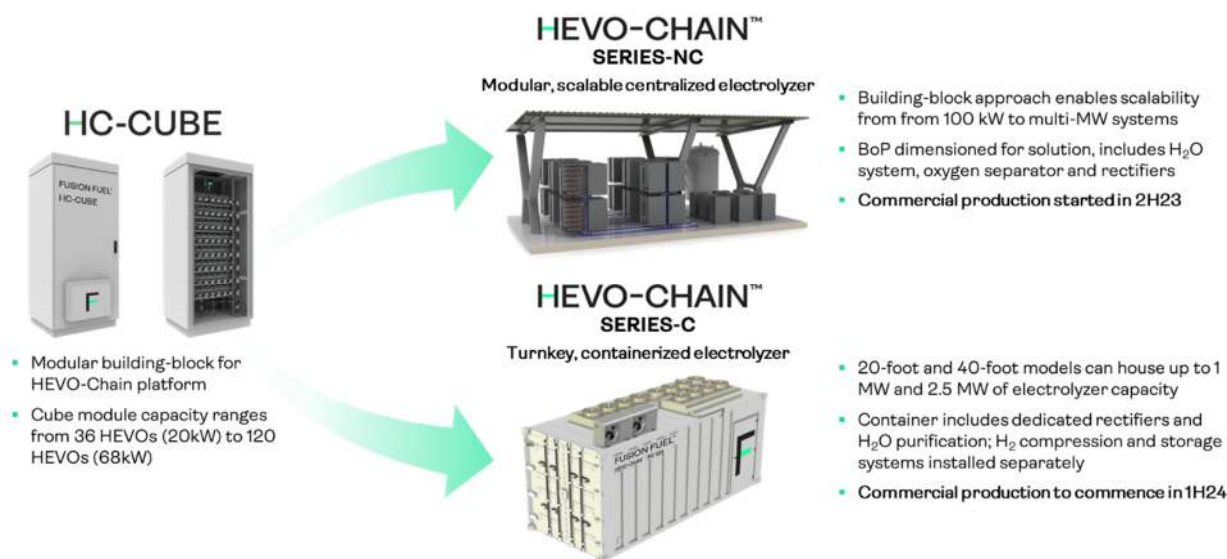 HC-CUBE
FUSION FUEL
HC-CUBE
F
Modular building-block for
HEVO-Chain platform
Cube module capacity ranges
from 36 HEVOs (20kW) to 120
HEVOs (68kW)
HEVO-CHAIN™
SERIES-NC
Modular, scalable centralized electrolyzer
Building-block approach enables scalability
from from 100 kW to multi-MW systems
BoP dimensioned for solution, includes H₂O
system, oxygen separator and rectifiers
Commercial production started in 2H23
HEVO-CHAIN™
SERIES-C
Turnkey, containerized electrolyzer
FUSION FUEL
F
20-foot and 40-foot models can house up to 1
MW and 2.5 MW of electrolyzer capacity
Container includes dedicated rectifiers and
H₂O purification; H₂ compression and storage
systems installed separately
Commercial production to commence in 1H24